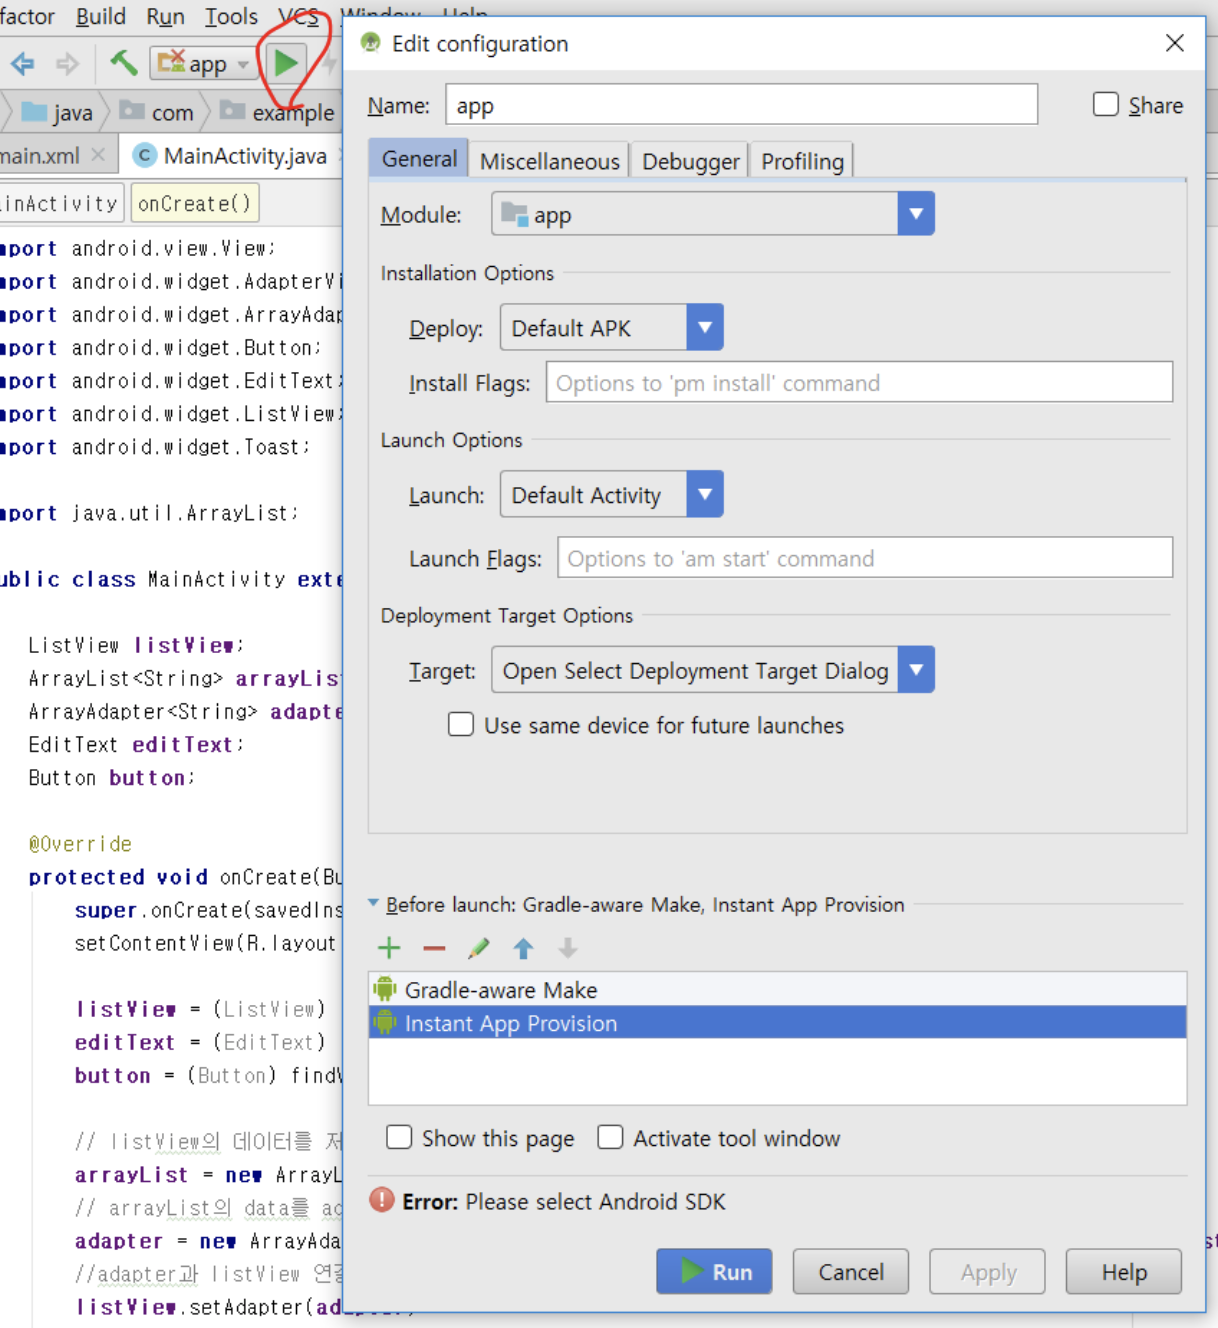 factor Build Run Tools VCS Window Help
app
java com example
main.xml MainActivity.java
inActivity onCreate()
mport android.view.View;
mport android.widget.AdapterVi
mport android.widget.ArrayAdap
mport android.widget.Button;
mport android.widget.EditText;
mport android.widget.ListView;
mport android.widget.Toast;
mport java.util.ArrayList;
ublic class MainActivity exte
ListView listView;
ArrayList<String> arrayLis
ArrayAdapter<String> adapte
EditText editText;
Button button;
@Override
protected void onCreate(Bu
super.onCreate(savedIns
setContentView(R.layout
listView = (ListView)
editText = (EditText)
button = (Button) findV
// listView의 데이터를 저
arrayList = new ArrayL
// arrayList의 data를 ad
adapter = new ArrayAda
//adapter과 listView 연결
listView.setAdapter(adapter)
st
Edit configuration
Name: app Share
General Miscellaneous Debugger Profiling
Module: app
Installation Options
Deploy: Default APK
Install Flags: Options to 'pm install' command
Launch Options
Launch: Default Activity
Launch Flags: Options to 'am start' command
Deployment Target Options
Target: Open Select Deployment Target Dialog
Use same device for future launches
Before launch: Gradle-aware Make, Instant App Provision
Gradle-aware Make
Instant App Provision
Show this page Activate tool window
Error: Please select Android SDK
Run Cancel Apply Help